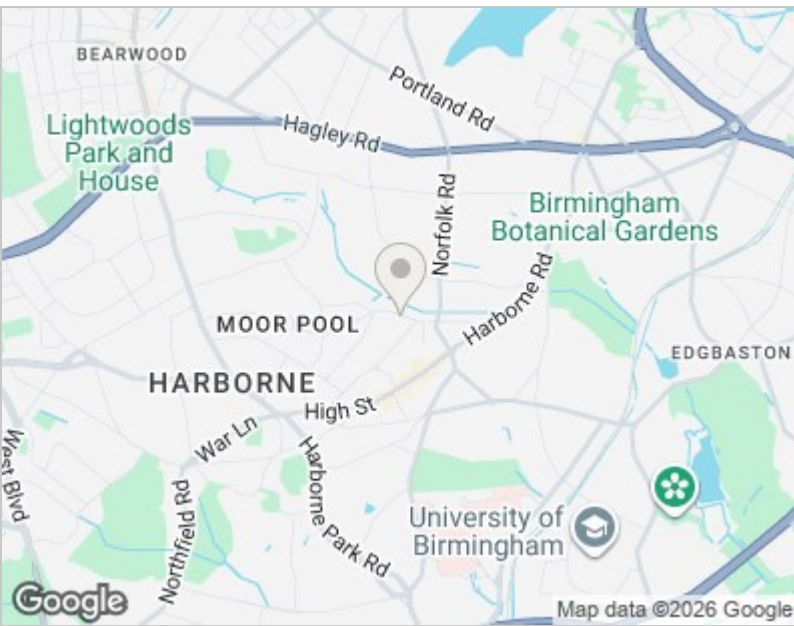 BEARWOOD
Portland Rd
Lightwoods
Park and
House
Hagley Rd
Norfolk Rd
Birmingham
Botanical Gardens
Harborne Rd
MOOR POOL
EDGBASTON
HARBORNE
High St
War Ln
West Blvd
Northfield Rd
Harborne Park Rd
University of
Birmingham
Google
Map data ©2026 Google